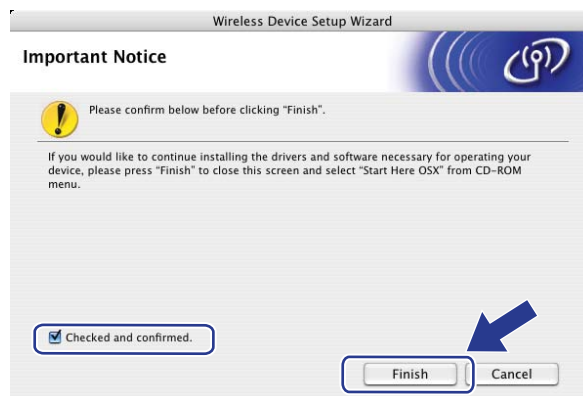 Wireless Device Setup Wizard
Important Notice
Please confirm below before clicking “Finish”.
If you would like to continue installing the drivers and software necessary for operating your
device, please press “Finish” to close this screen and select “Start Here OSX” from CD-ROM
menu.
Checked and confirmed.
Finish
Cancel